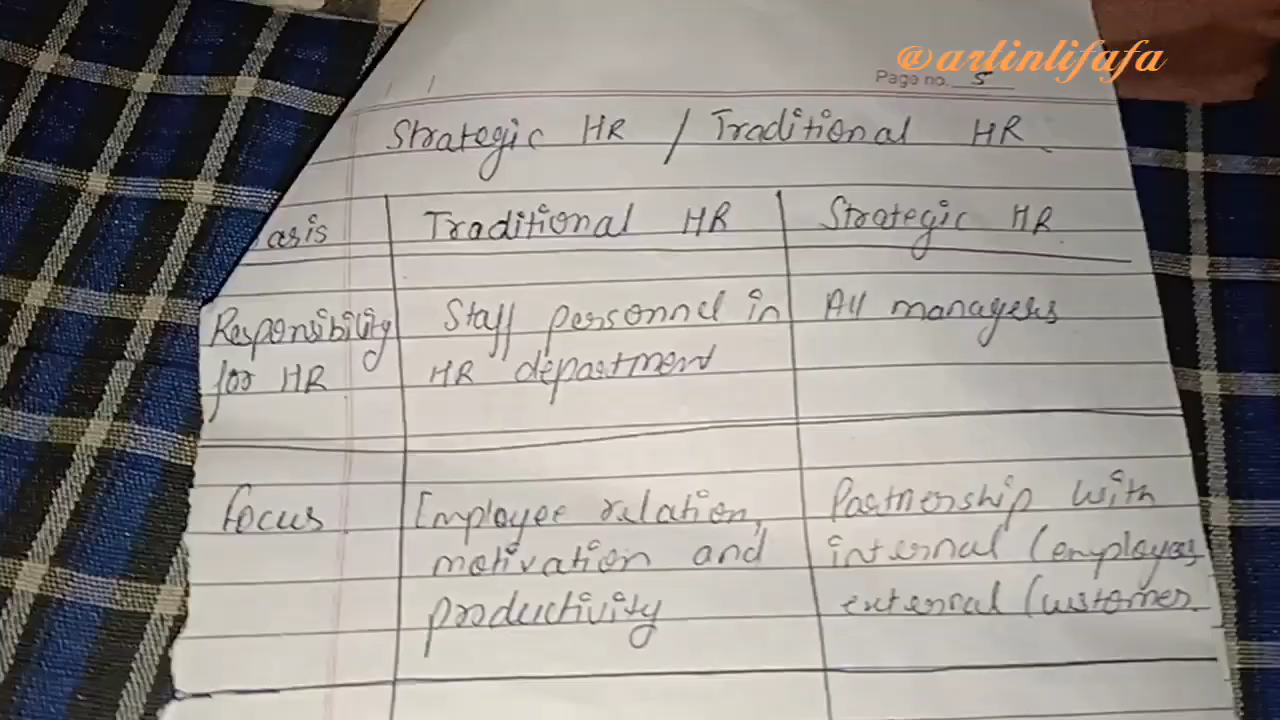 @artinlifafa
Page no. 5
Strategic HR / Traditional HR
asis Traditional HR Strategic HR
Responsibility Staff personnel in All managers
for HR HR department
focus Employee relation, Partnership with
motivation and internal (employees
productivity external (customer